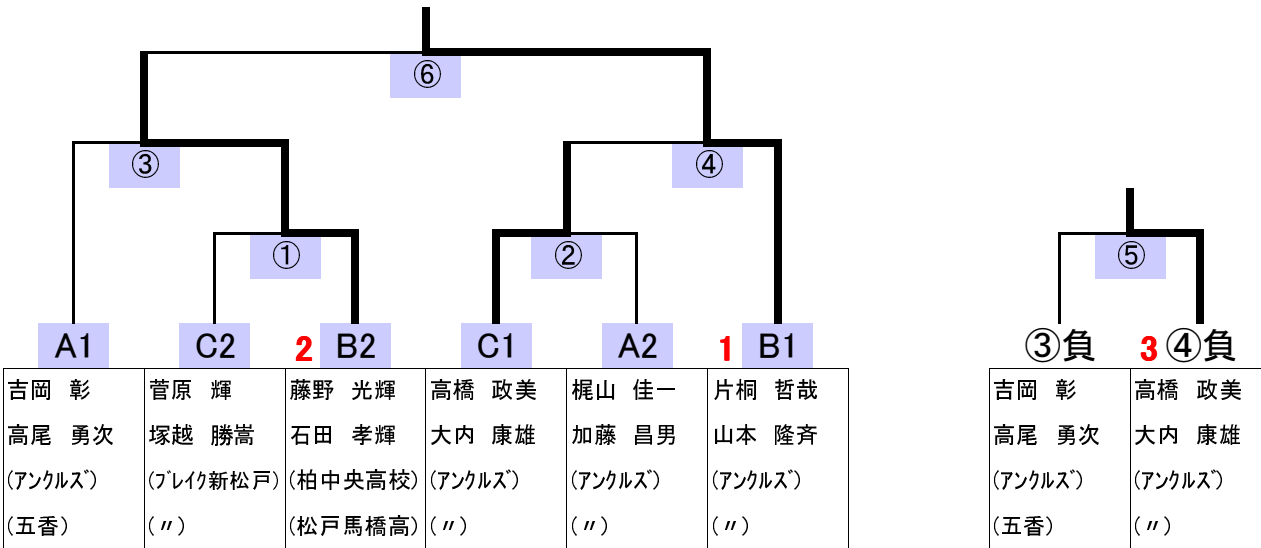 ⑥
③ ④
① ② ⑤
A1 C2 2 B2 C1 A2 1 B1 ③負 3 ④負
吉岡 彰 菅原 輝 藤野 光輝 高橋 政美 梶山 佳一 片桐 哲哉 吉岡 彰 高橋 政美
高尾 勇次 塚越 勝嵩 石田 孝輝 大内 康雄 加藤 昌男 山本 隆斉 高尾 勇次 大内 康雄
(アンクルズ) (ブレイク新松戸) (柏中央高校) (アンクルズ) (アンクルズ) (アンクルズ) (アンクルズ) (アンクルズ)
(五香) (〃) (松戸馬橋高) (〃) (〃) (〃) (五香) (〃)